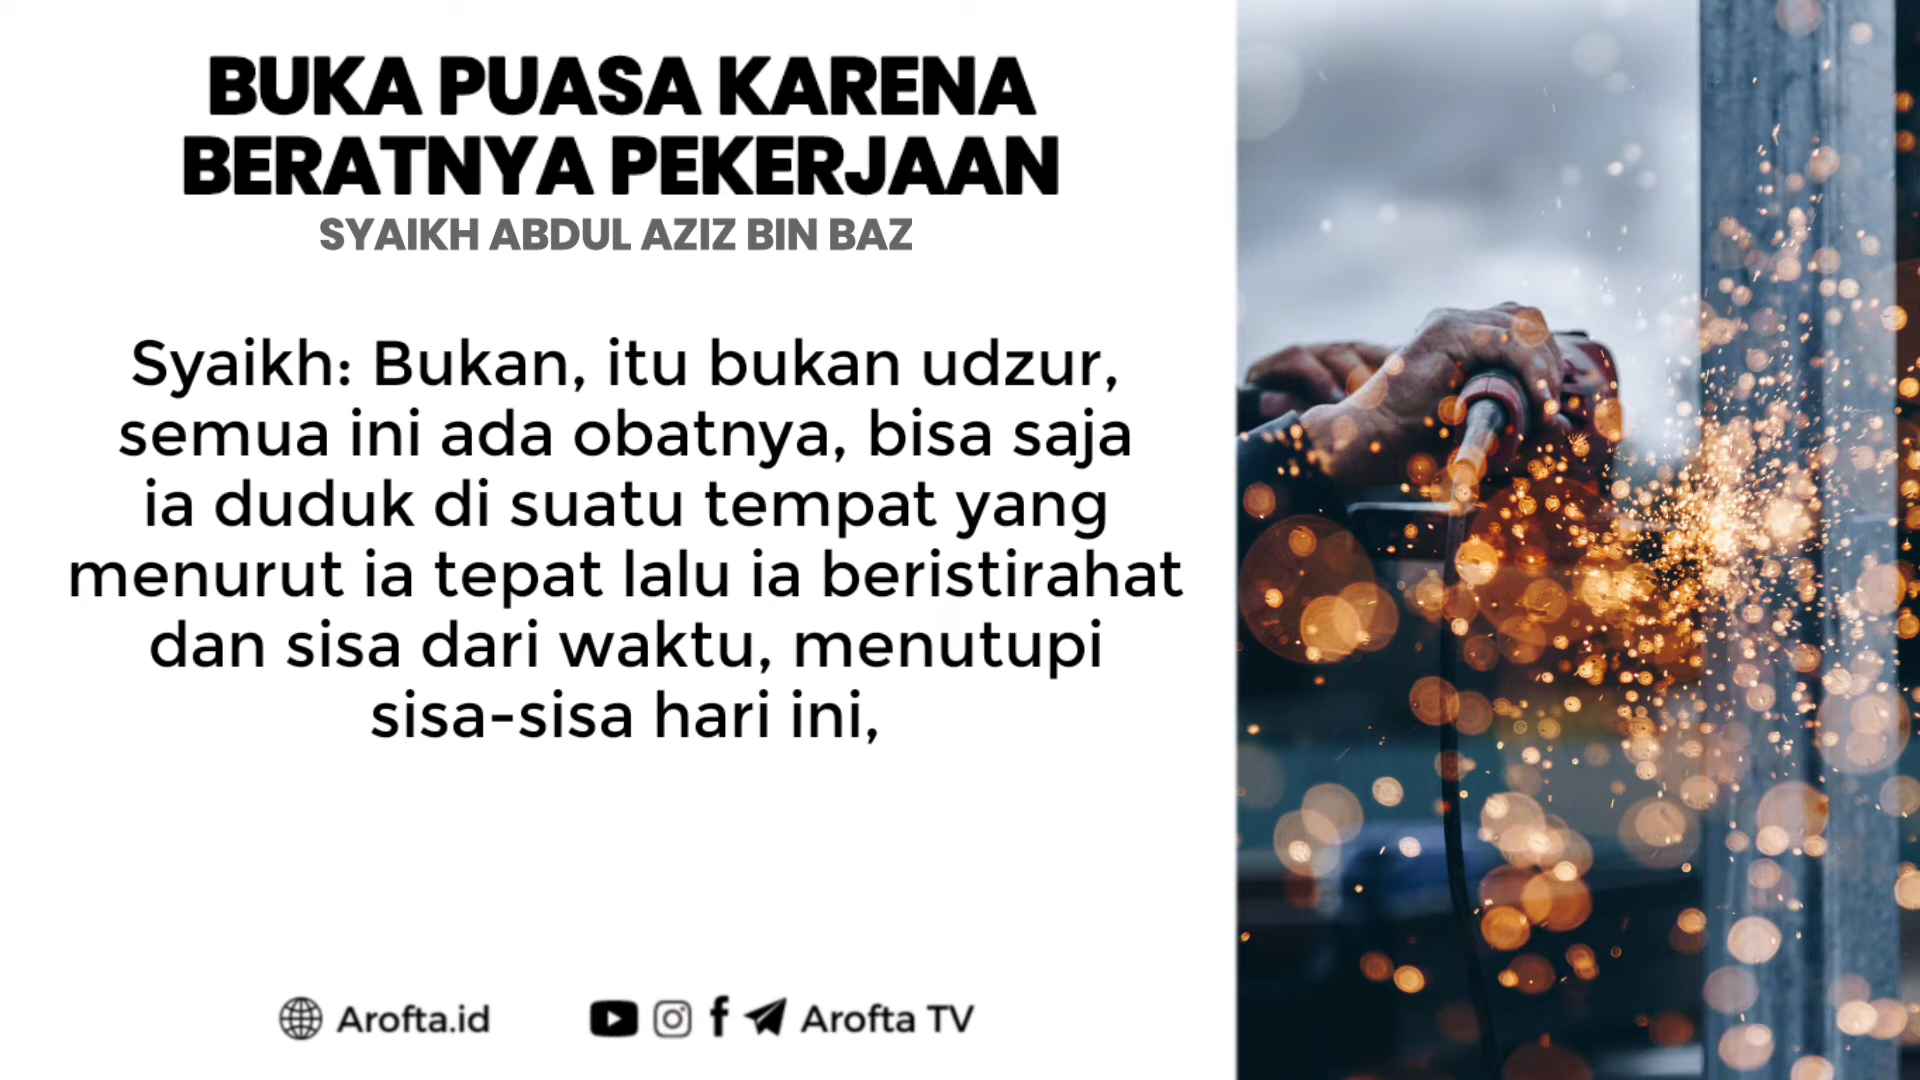 BUKA PUASA KARENA
BERATNYA PEKERJAAN
SYAIKH ABDUL AZIZ BIN BAZ
Syaikh: Bukan, itu bukan udzur,
semua ini ada obatnya, bisa saja
ia duduk di suatu tempat yang
menurut ia tepat lalu ia beristirahat
dan sisa dari waktu, menutupi
sisa-sisa hari ini,
Arofta.id Arofta TV